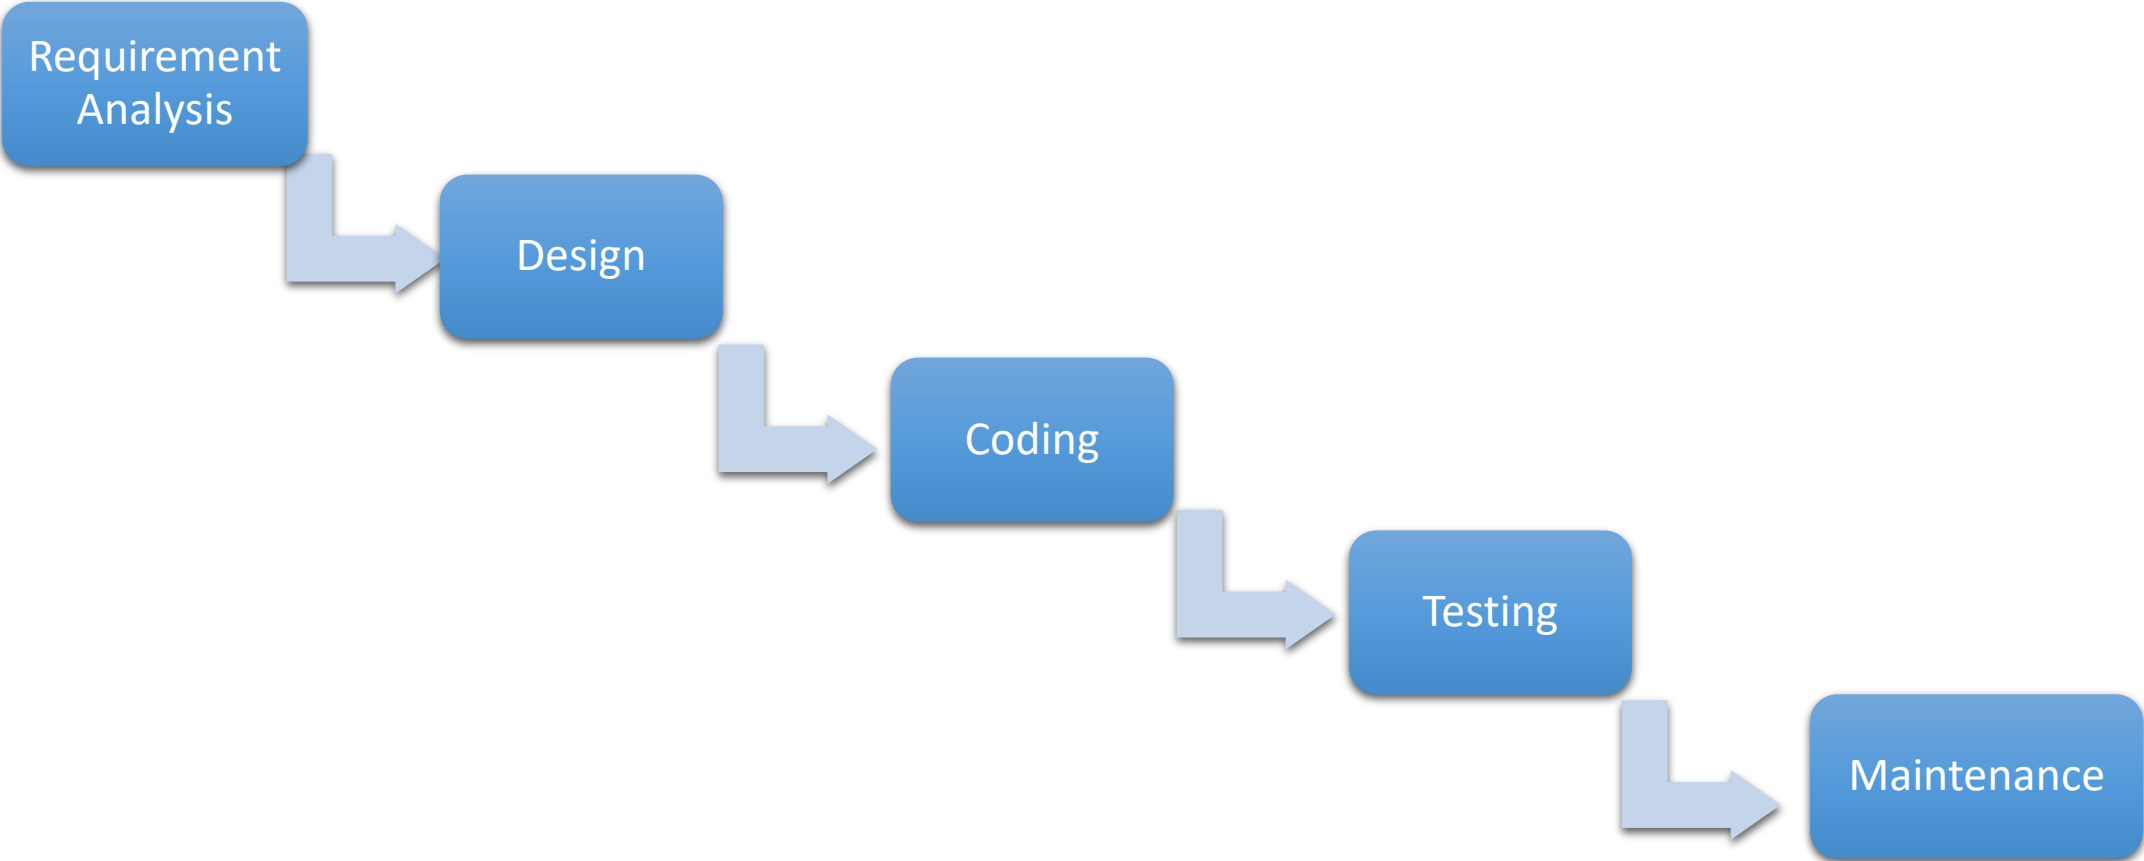 Requirement
Analysis
Design
Coding
Testing
Maintenance